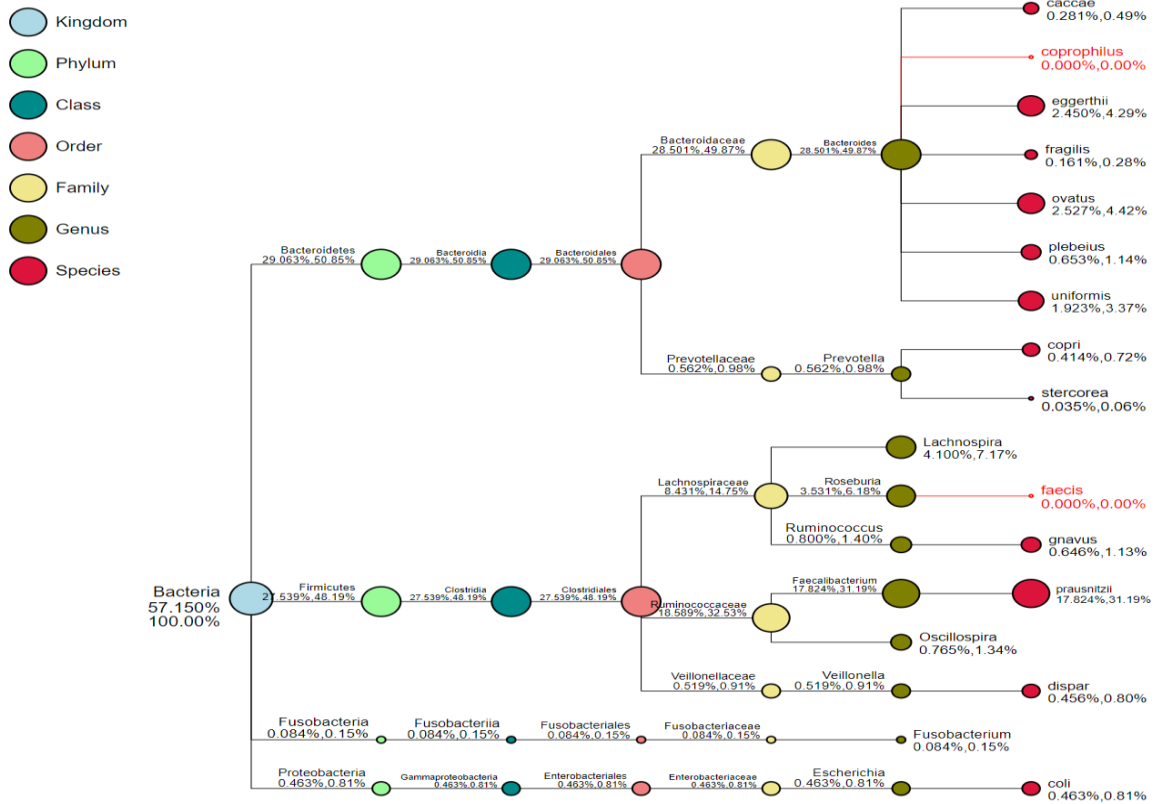 Kingdom
Phylum
Class
Order
Family
Genus
Species
caccae
0.281%,0.49%
coprophilus
0.000%,0.00%
eggerthii
2.450%,4.29%
Bacteroidaceae
28.501%,49.87%
Bacteroides
28.501%,49.87%
fragilis
0.161%,0.28%
ovatus
2.527%,4.42%
Bacteroidetes
29.063%,50.85%
Bacteroidia
29.063%,50.85%
Bacteroidales
29.063%,50.85%
plebeius
0.653%,1.14%
uniformis
1.923%,3.37%
Prevotellaceae
0.562%,0.98%
Prevotella
0.562%,0.98%
copri
0.414%,0.72%
stercorea
0.035%,0.06%
Lachnospira
4.100%,7.17%
Lachnospiraceae
8.431%,14.75%
Roseburia
3.531%,6.18%
faecis
0.000%,0.00%
Ruminococcus
0.800%,1.40%
gnavus
0.646%,1.13%
Bacteria
57.150%
100.00%
Firmicutes
27.539%,48.19%
Clostridia
27.539%,48.19%
Clostridiales
27.539%,48.19%
Ruminococcaceae
18.589%,32.53%
Faecalibacterium
17.824%,31.19%
prausnitzii
17.824%,31.19%
Oscillospira
0.765%,1.34%
Veillonellaceae
0.519%,0.91%
Veillonella
0.519%,0.91%
dispar
0.456%,0.80%
Fusobacteria
0.084%,0.15%
Fusobacteriia
0.084%,0.15%
Fusobacteriales
0.084%,0.15%
Fusobacteriaceae
0.084%,0.15%
Fusobacterium
0.084%,0.15%
Proteobacteria
0.463%,0.81%
Gammaproteobacteria
0.463%,0.81%
Enterobacteriales
0.463%,0.81%
Enterobacteriaceae
0.463%,0.81%
Escherichia
0.463%,0.81%
coli
0.463%,0.81%